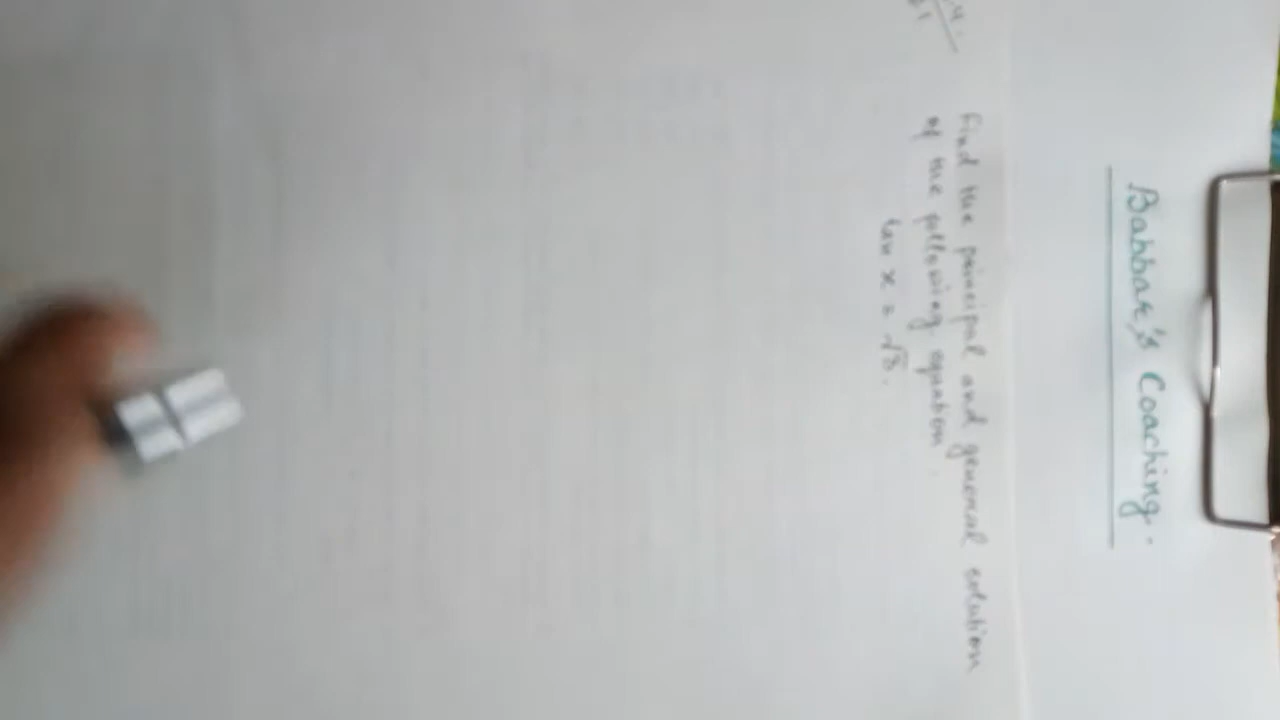 Babbar's Coaching.
Find the principal and general solution
of the following equation.
tan x = √3.